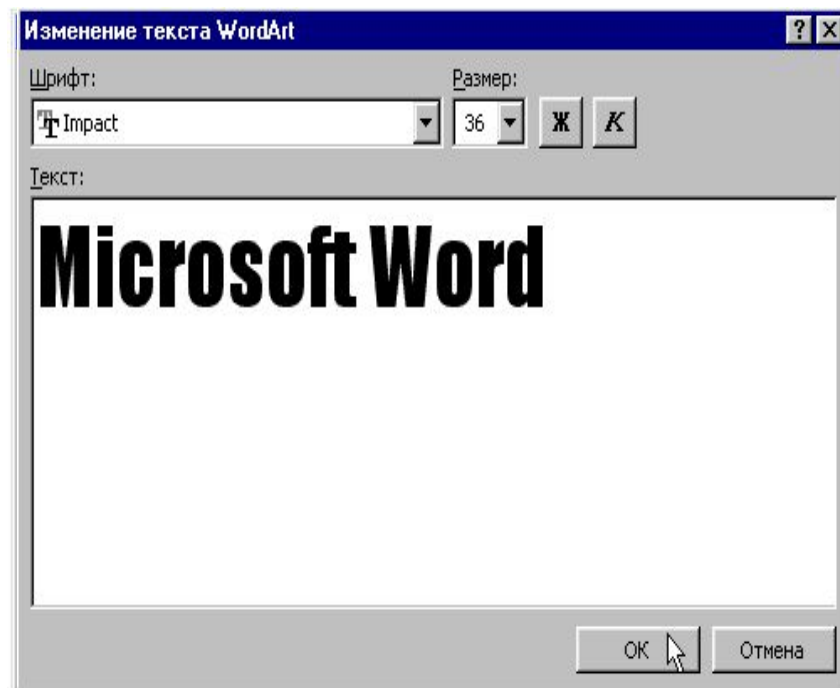 Изменение текста WordArt ? ×
Шрифт: Размер:
Impact 36 Ж К
Текст:
Microsoft Word
ОК Отмена